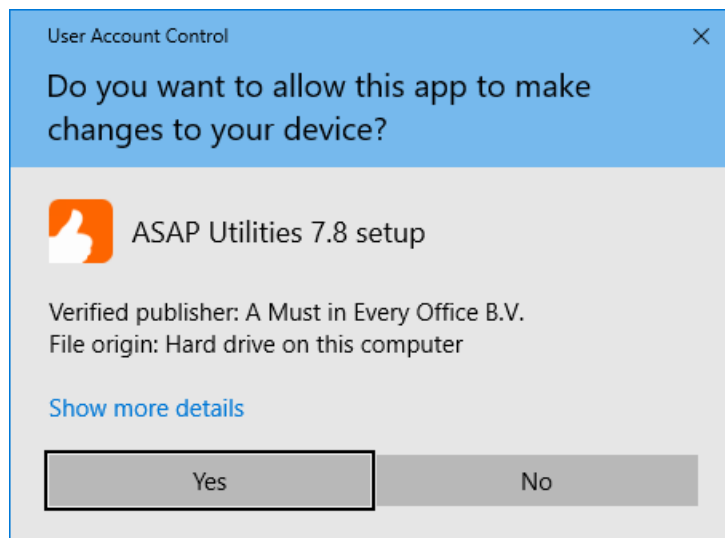 User Account Control
Do you want to allow this app to make
changes to your device?
ASAP Utilities 7.8 setup
Verified publisher: A Must in Every Office B.V.
File origin: Hard drive on this computer
Show more details
Yes
No